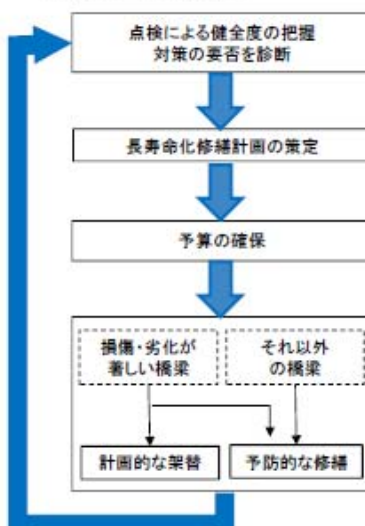 点検による健全度の把握
対策の要否を診断
長寿命化修繕計画の策定
予算の確保
損傷・劣化が
著しい橋梁
それ以外
の橋梁
計画的な架替
予防的な修繕